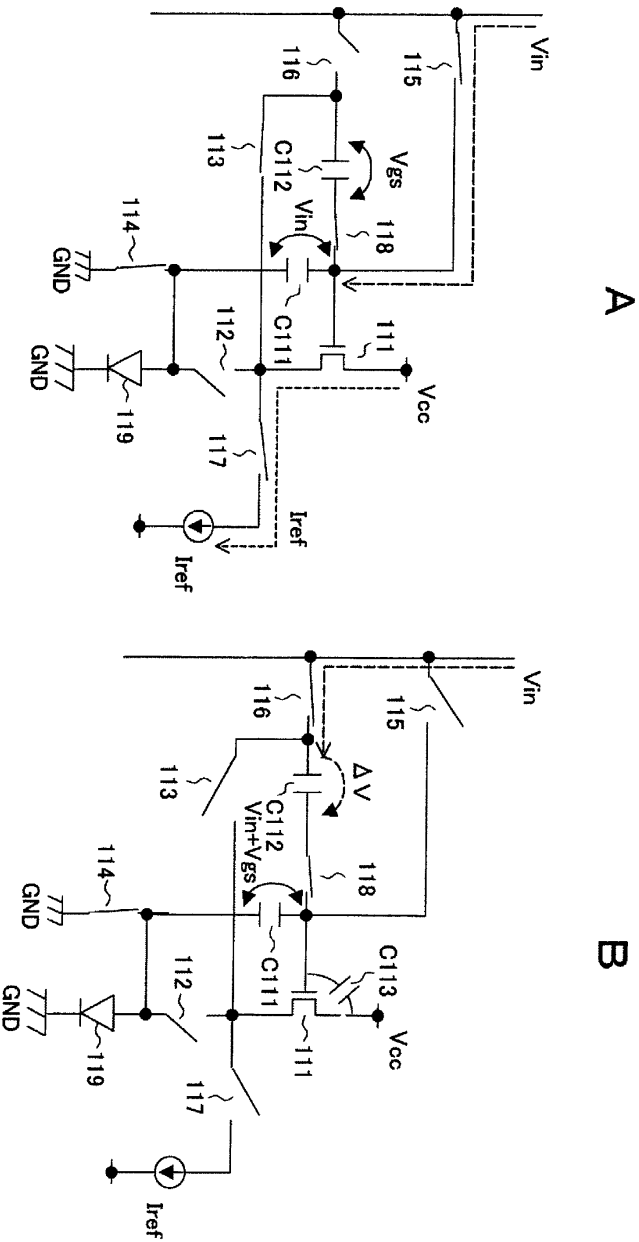 A
Vin
115
116
Vgs
C112
113
118
Vin
C111
114
GND
111
Vcc
112
GND
119
117
Iref
Iref
B
Vin
115
116
ΔV
C112
113
118
Vin+Vgs
C111
114
GND
C113
Vcc
111
112
GND
119
117
Iref